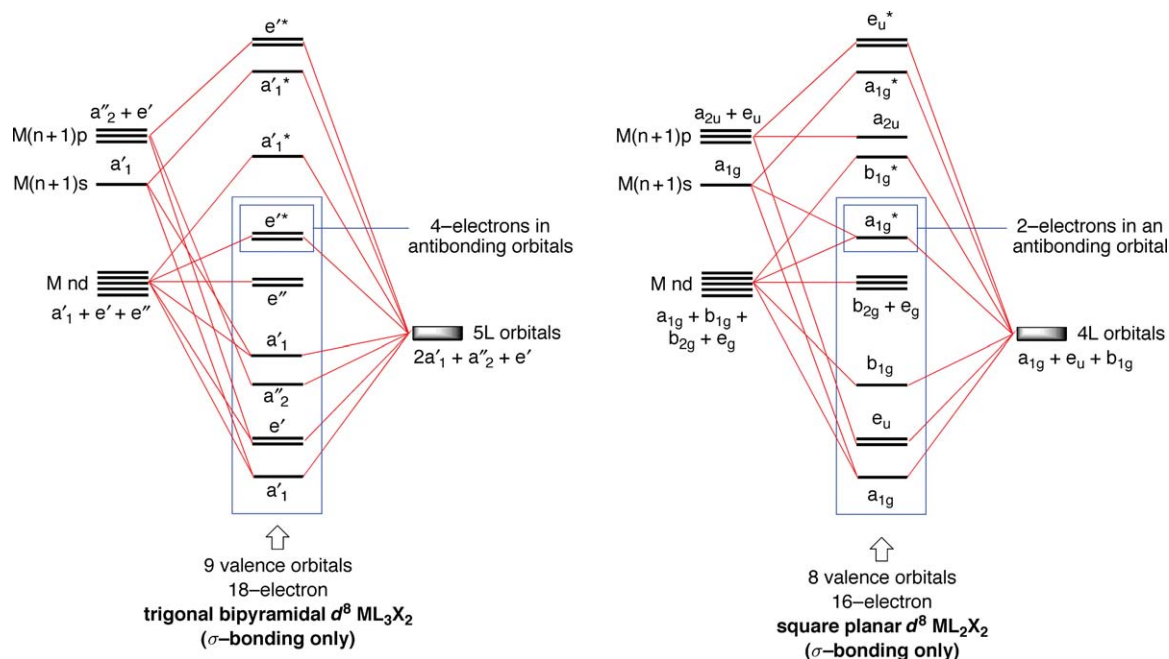 e′*
a′₁*
a″₂ + e′
M(n + 1)p
a′₁
M(n + 1)s
a′₁*
e′*
4–electrons in
antibonding orbitals
M nd
a′₁ + e′ + e″
e″
a′₁
5L orbitals
2a′₁ + a″₂ + e′
a″₂
e′
a′₁
9 valence orbitals
18–electron
trigonal bipyramidal d⁸ ML₃X₂
(σ–bonding only)
eᵤ*
a₁g*
a₂ᵤ + eᵤ
M(n + 1)p
a₂ᵤ
a₁g
M(n + 1)s
b₁g*
a₁g*
2–electrons in an
antibonding orbital
M nd
a₁g + b₁g +
b₂g + eg
b₂g + eg
4L orbitals
a₁g + eᵤ + b₁g
b₁g
eᵤ
a₁g
8 valence orbitals
16–electron
square planar d⁸ ML₂X₂
(σ–bonding only)